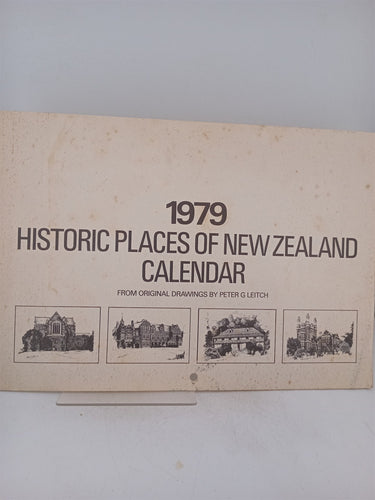 1979
HISTORIC PLACES OF NEW ZEALAND
CALENDAR
FROM ORIGINAL DRAWINGS BY PETER G LEITCH